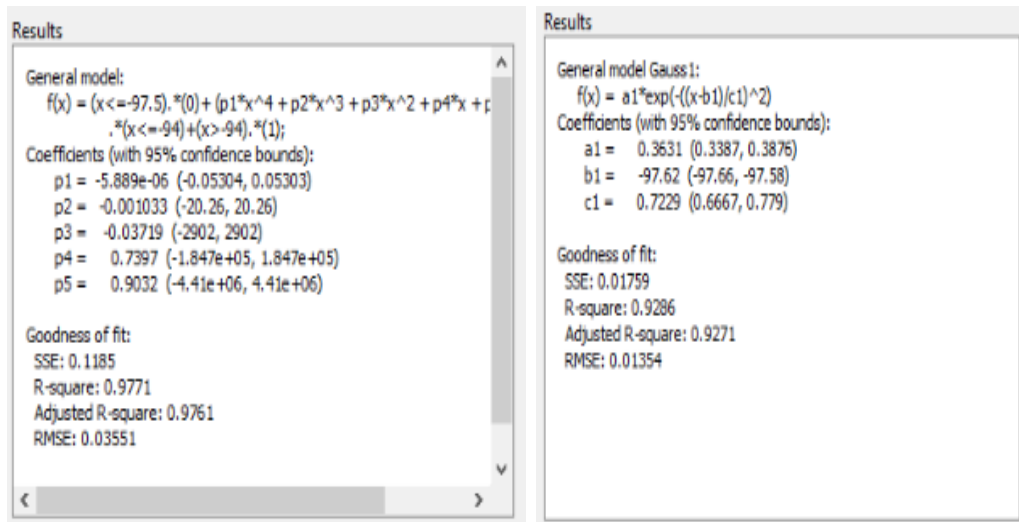 Results
General model:
f(x) = (x<=-97.5).*(0)+ (p1*x^4 + p2*x^3 + p3*x^2 + p4*x + p
.*(x<=-94)+(x>-94).*(1);
Coefficients (with 95% confidence bounds):
p1 = -5.889e-06 (-0.05304, 0.05303)
p2 = -0.001033 (-20.26, 20.26)
p3 = -0.03719 (-2902, 2902)
p4 = 0.7397 (-1.847e+05, 1.847e+05)
p5 = 0.9032 (-4.41e+06, 4.41e+06)
Goodness of fit:
SSE: 0.1185
R-square: 0.9771
Adjusted R-square: 0.9761
RMSE: 0.03551
Results
General model Gauss1:
f(x) = a1*exp(-((x-b1)/c1)^2)
Coefficients (with 95% confidence bounds):
a1 = 0.3631 (0.3387, 0.3876)
b1 = -97.62 (-97.66, -97.58)
c1 = 0.7229 (0.6667, 0.779)
Goodness of fit:
SSE: 0.01759
R-square: 0.9286
Adjusted R-square: 0.9271
RMSE: 0.01354